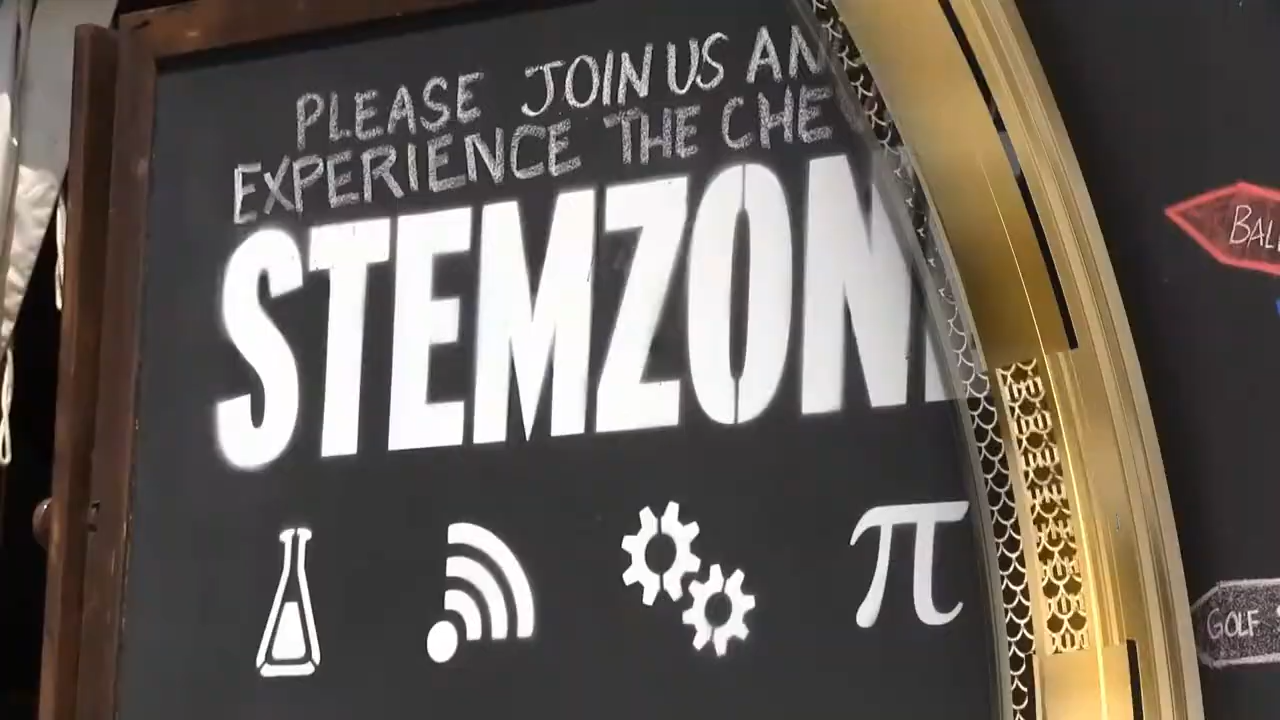 PLEASE JOIN US AN
EXPERIENCE THE CHE
STEMZON
π
BAL
GOLF